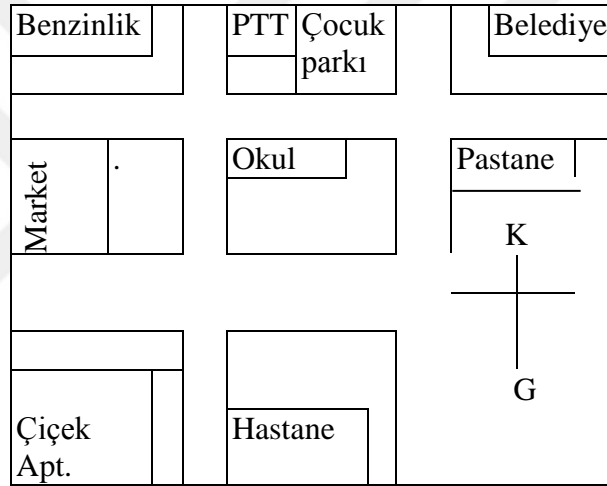 Benzinlik
PTT
Çocuk
parkı
Belediye
Market
.
Okul
Pastane
K
G
Çiçek
Apt.
Hastane